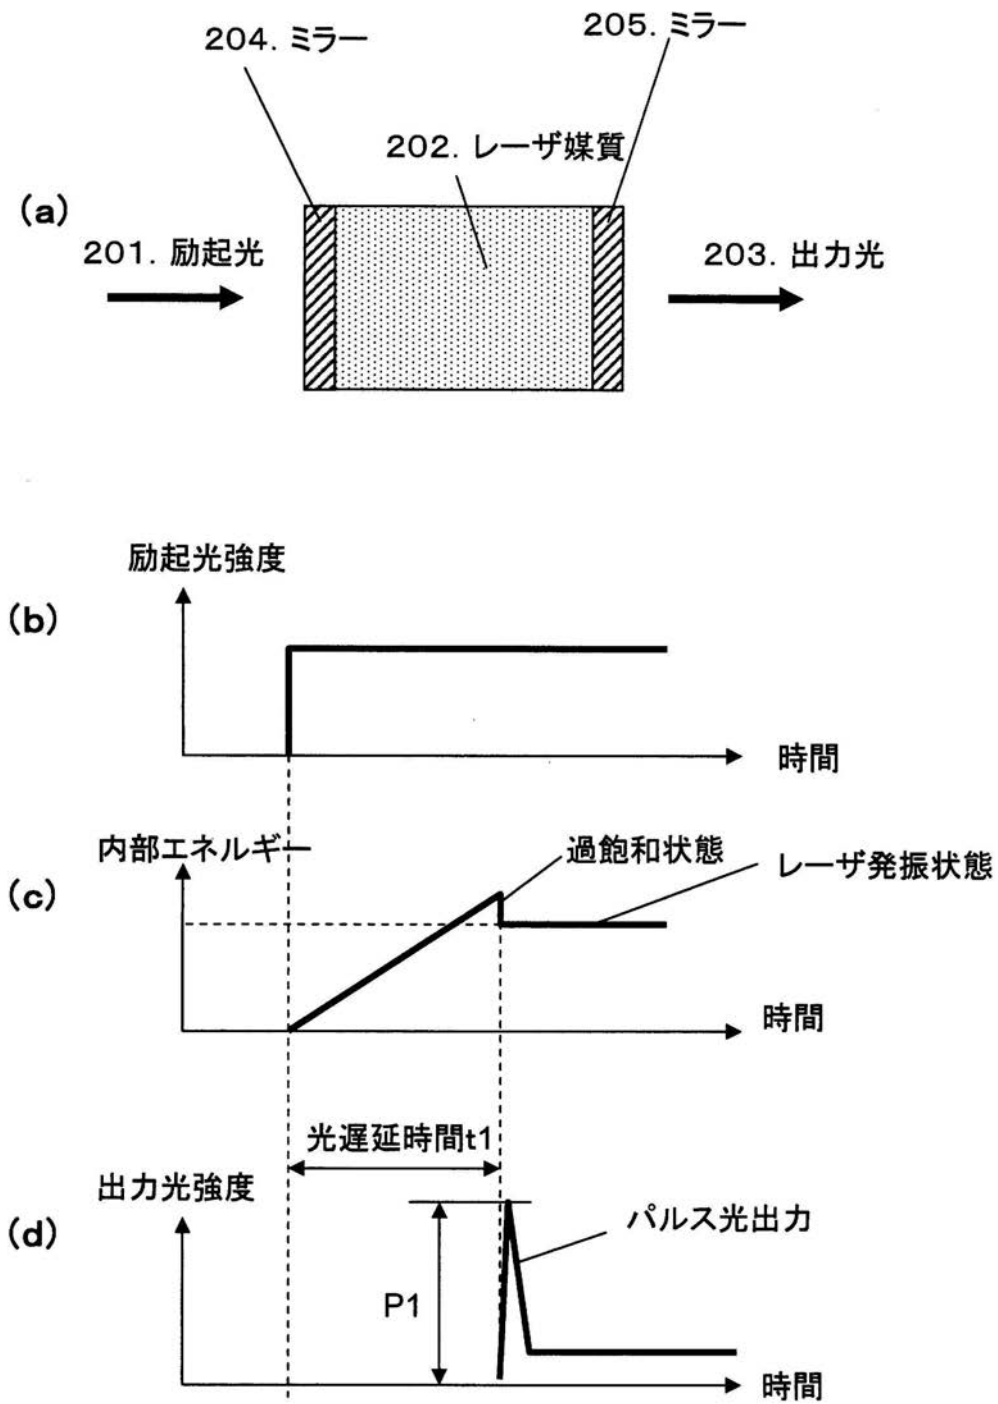 204. ミラー
205. ミラー
202. レーザ媒質
(a)
201. 励起光
203. 出力光
励起光強度
(b)
時間
内部エネルギー
過飽和状態
レーザ発振状態
(c)
時間
光遅延時間t1
出力光強度
(d)
パルス光出力
P1
時間